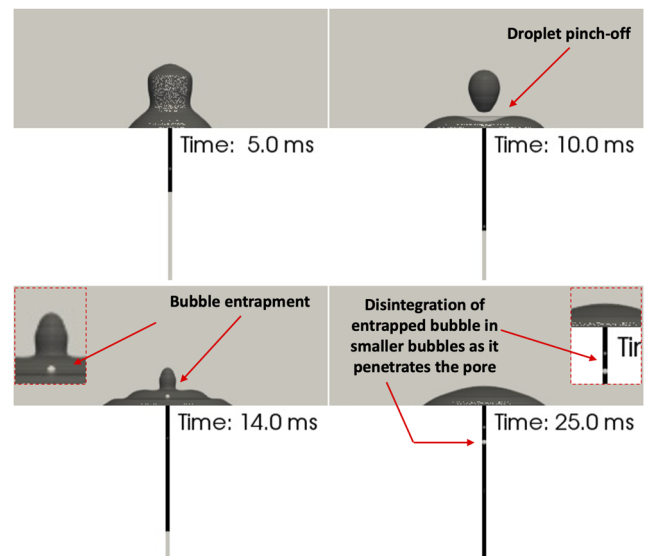 Droplet pinch-off
Time: 5.0 ms
Time: 10.0 ms
Bubble entrapment
Disintegration of
entrapped bubble in
smaller bubbles as it
penetrates the pore
Tir
Time: 14.0 ms
Time: 25.0 ms